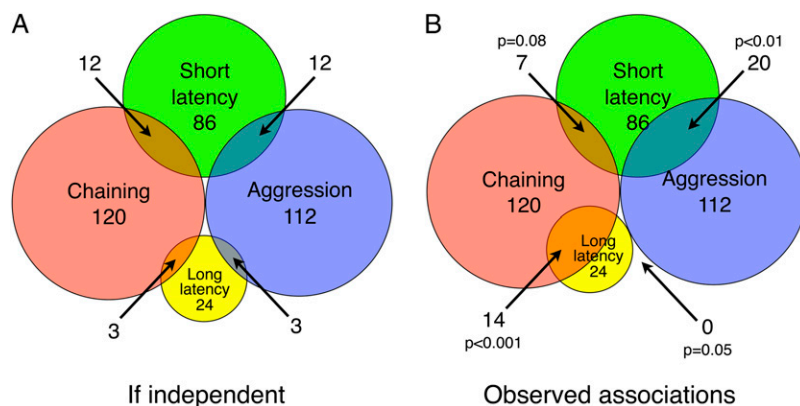 A
12
12
Short
latency
86
Chaining
120
Aggression
112
Long
latency
24
3
3
If independent
B
p=0.08
7
p<0.01
20
Short
latency
86
Chaining
120
Aggression
112
Long
latency
24
14
p<0.001
0
p=0.05
Observed associations